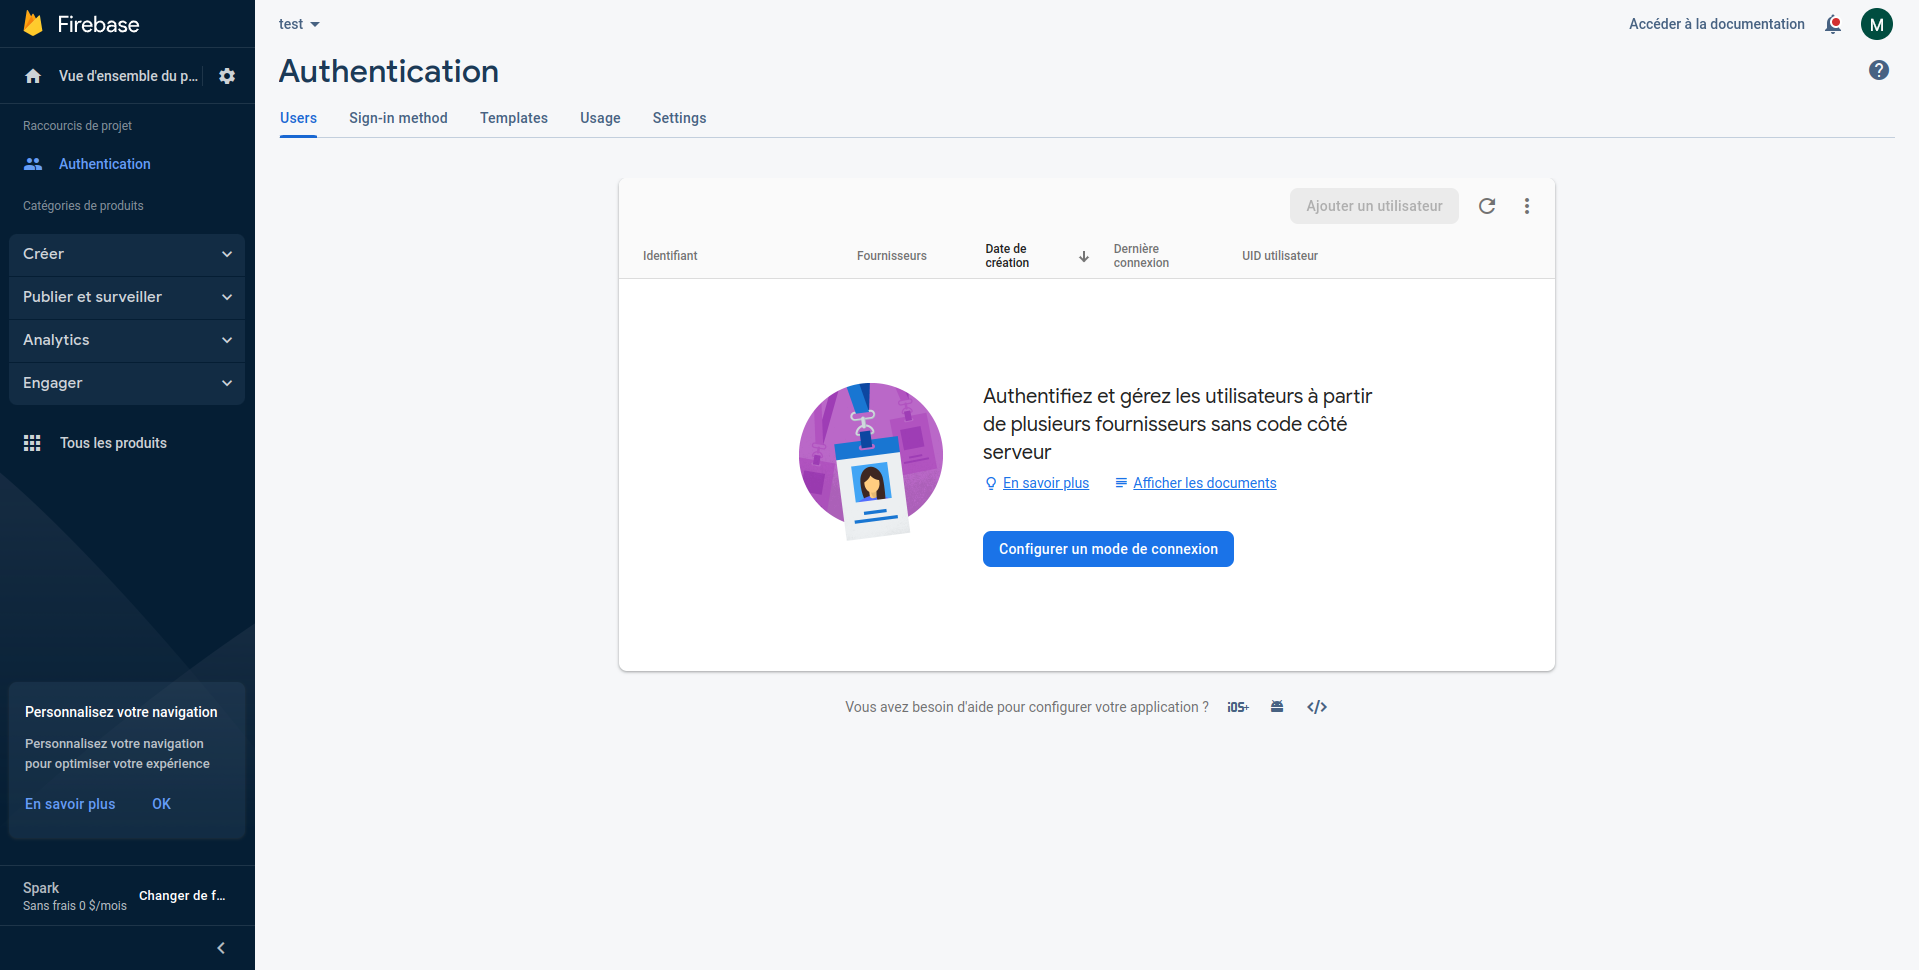 Firebase
Vue d'ensemble du p...
Raccourcis de projet
Authentication
Catégories de produits
Créer
Publier et surveiller
Analytics
Engager
Tous les produits
Personnalisez votre navigation
Personnalisez votre navigation
pour optimiser votre expérience
En savoir plus OK
Spark
Sans frais 0 $/mois
Changer de f...
test
Accéder à la documentation
M
Authentication
Users Sign-in method Templates Usage Settings
Ajouter un utilisateur
Identifiant
Fournisseurs
Date de
création
Dernière
connexion
UID utilisateur
Authentifiez et gérez les utilisateurs à partir
de plusieurs fournisseurs sans code côté
serveur
En savoir plus Afficher les documents
Configurer un mode de connexion
Vous avez besoin d'aide pour configurer votre application ? iOS+